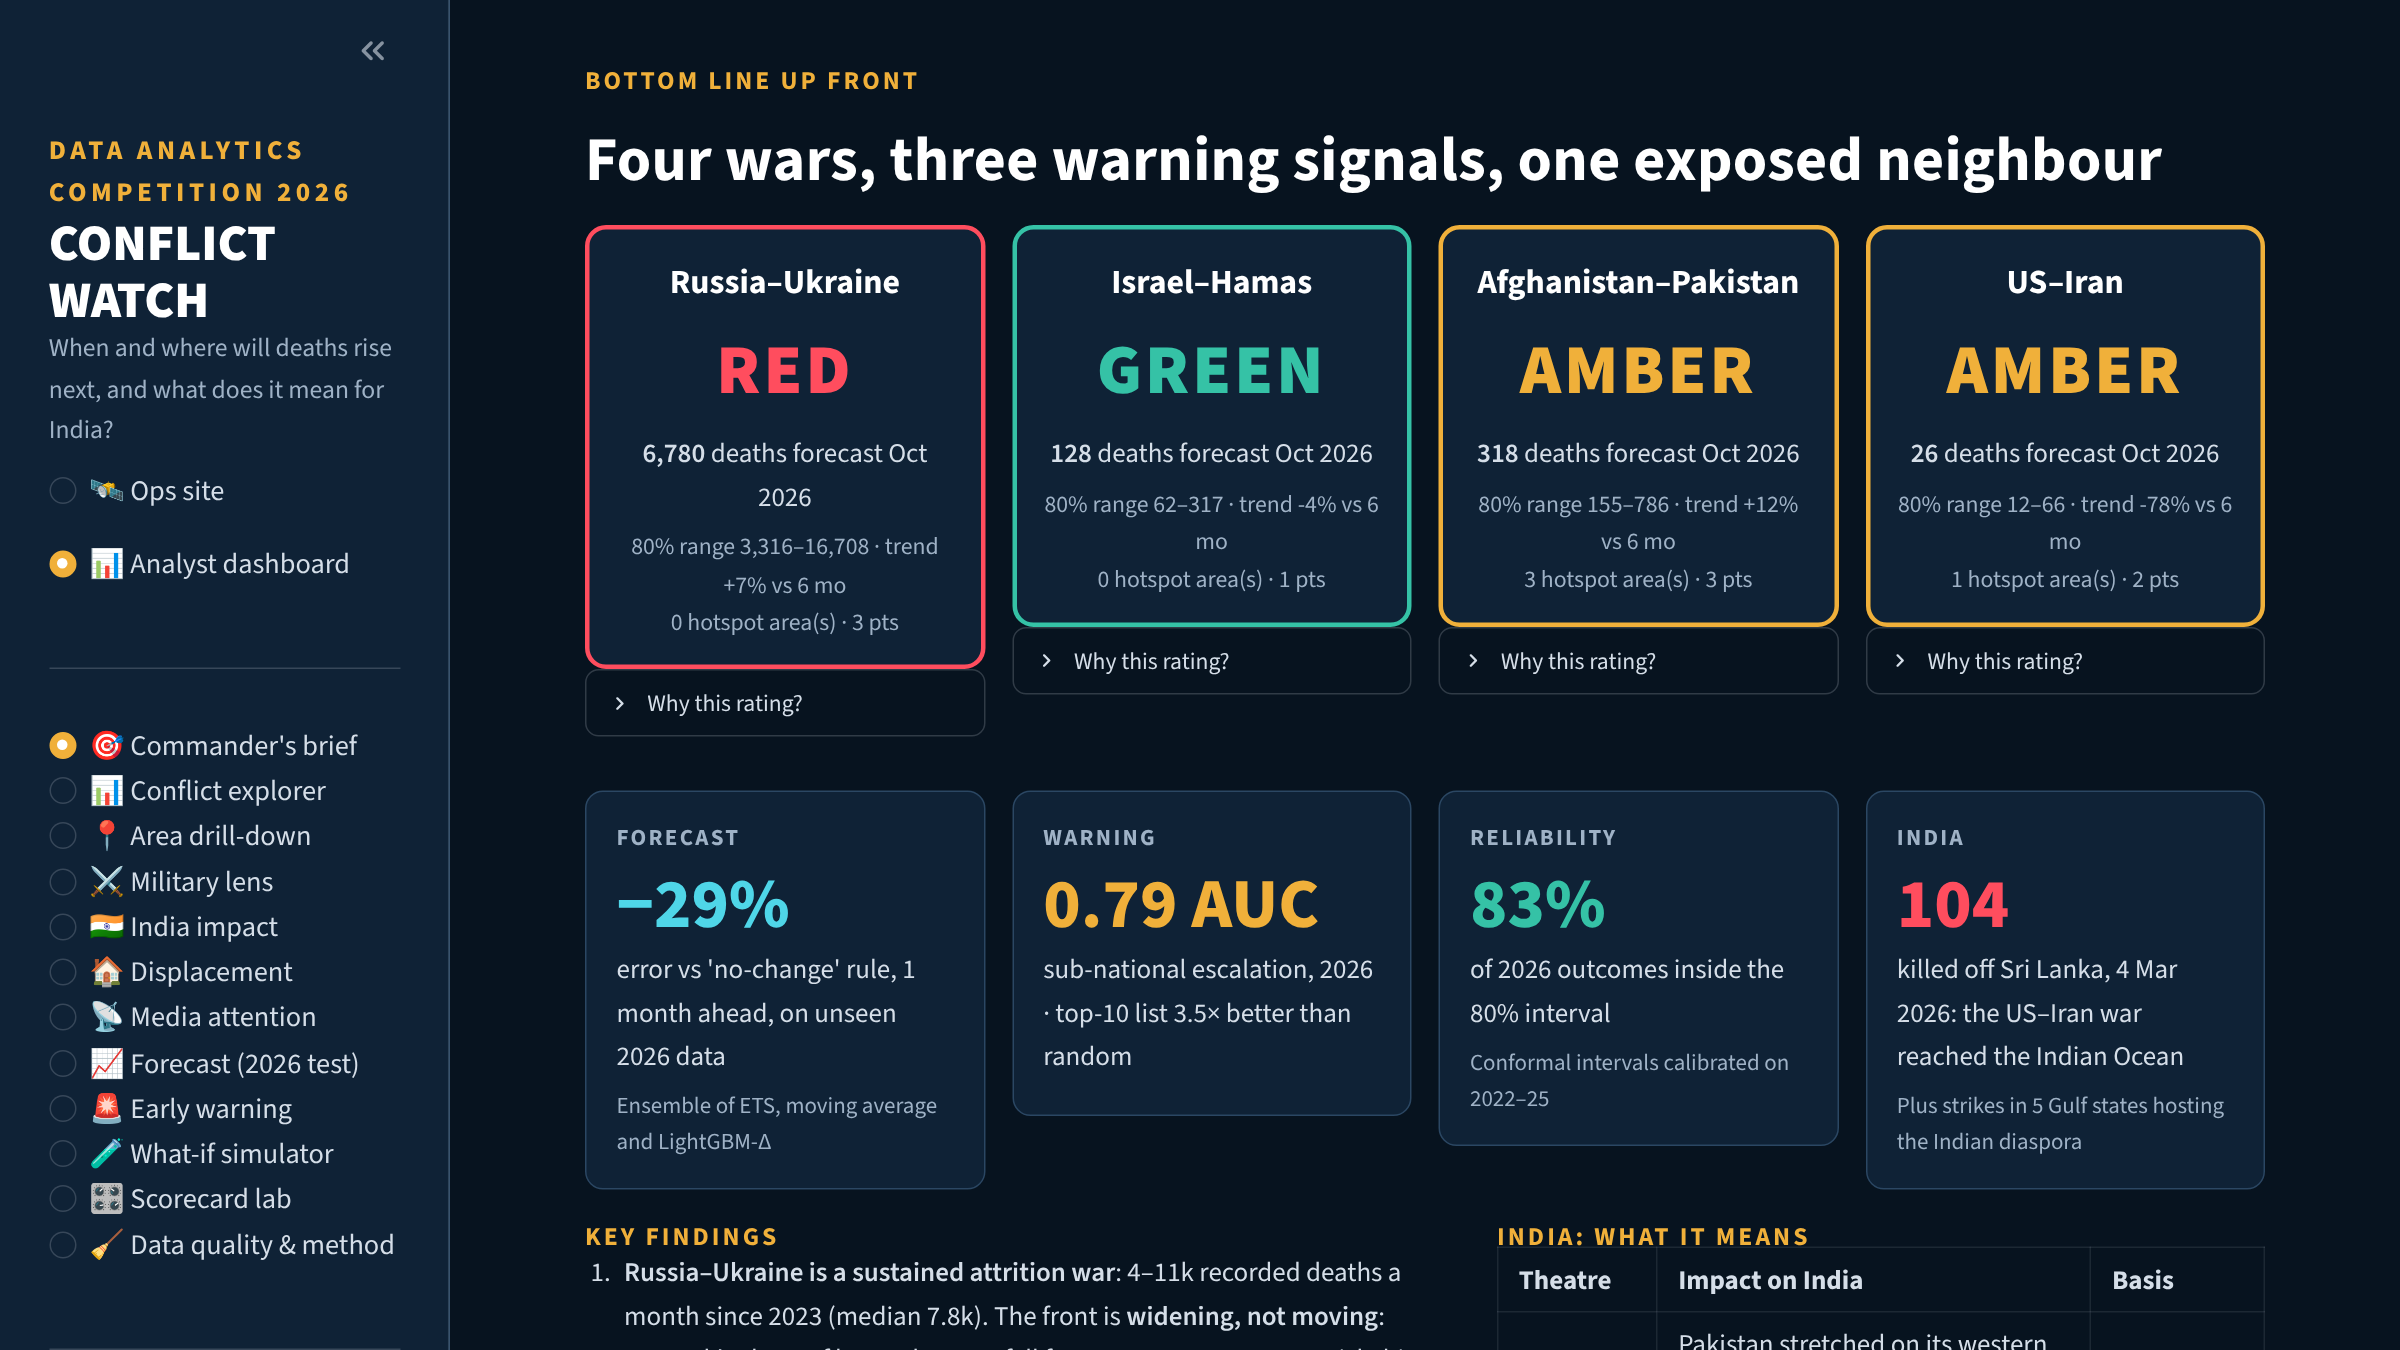 DATA ANALYTICS
COMPETITION 2026
CONFLICT
WATCH
When and where will deaths rise
next, and what does it mean for
India?
Ops site
Analyst dashboard
Commander's brief
Conflict explorer
Area drill-down
Military lens
India impact
Displacement
Media attention
Forecast (2026 test)
Early warning
What-if simulator
Scorecard lab
Data quality & method
BOTTOM LINE UP FRONT
Four wars, three warning signals, one exposed neighbour
Russia–Ukraine
RED
6,780 deaths forecast Oct
2026
80% range 3,316–16,708 · trend
+7% vs 6 mo
0 hotspot area(s) · 3 pts
Why this rating?
Israel–Hamas
GREEN
128 deaths forecast Oct 2026
80% range 62–317 · trend -4% vs 6
mo
0 hotspot area(s) · 1 pts
Why this rating?
Afghanistan–Pakistan
AMBER
318 deaths forecast Oct 2026
80% range 155–786 · trend +12%
vs 6 mo
3 hotspot area(s) · 3 pts
Why this rating?
US–Iran
AMBER
26 deaths forecast Oct 2026
80% range 12–66 · trend -78% vs 6
mo
1 hotspot area(s) · 2 pts
Why this rating?
FORECAST
−29%
error vs 'no-change' rule, 1
month ahead, on unseen
2026 data
Ensemble of ETS, moving average
and LightGBM-Δ
WARNING
0.79 AUC
sub-national escalation, 2026
· top-10 list 3.5× better than
random
RELIABILITY
83%
of 2026 outcomes inside the
80% interval
Conformal intervals calibrated on
2022–25
INDIA
104
killed off Sri Lanka, 4 Mar
2026: the US–Iran war
reached the Indian Ocean
Plus strikes in 5 Gulf states hosting
the Indian diaspora
KEY FINDINGS
1. Russia–Ukraine is a sustained attrition war: 4–11k recorded deaths a
month since 2023 (median 7.8k). The front is widening, not moving:
INDIA: WHAT IT MEANS
Theatre Impact on India Basis
Pakistan stretched on its western